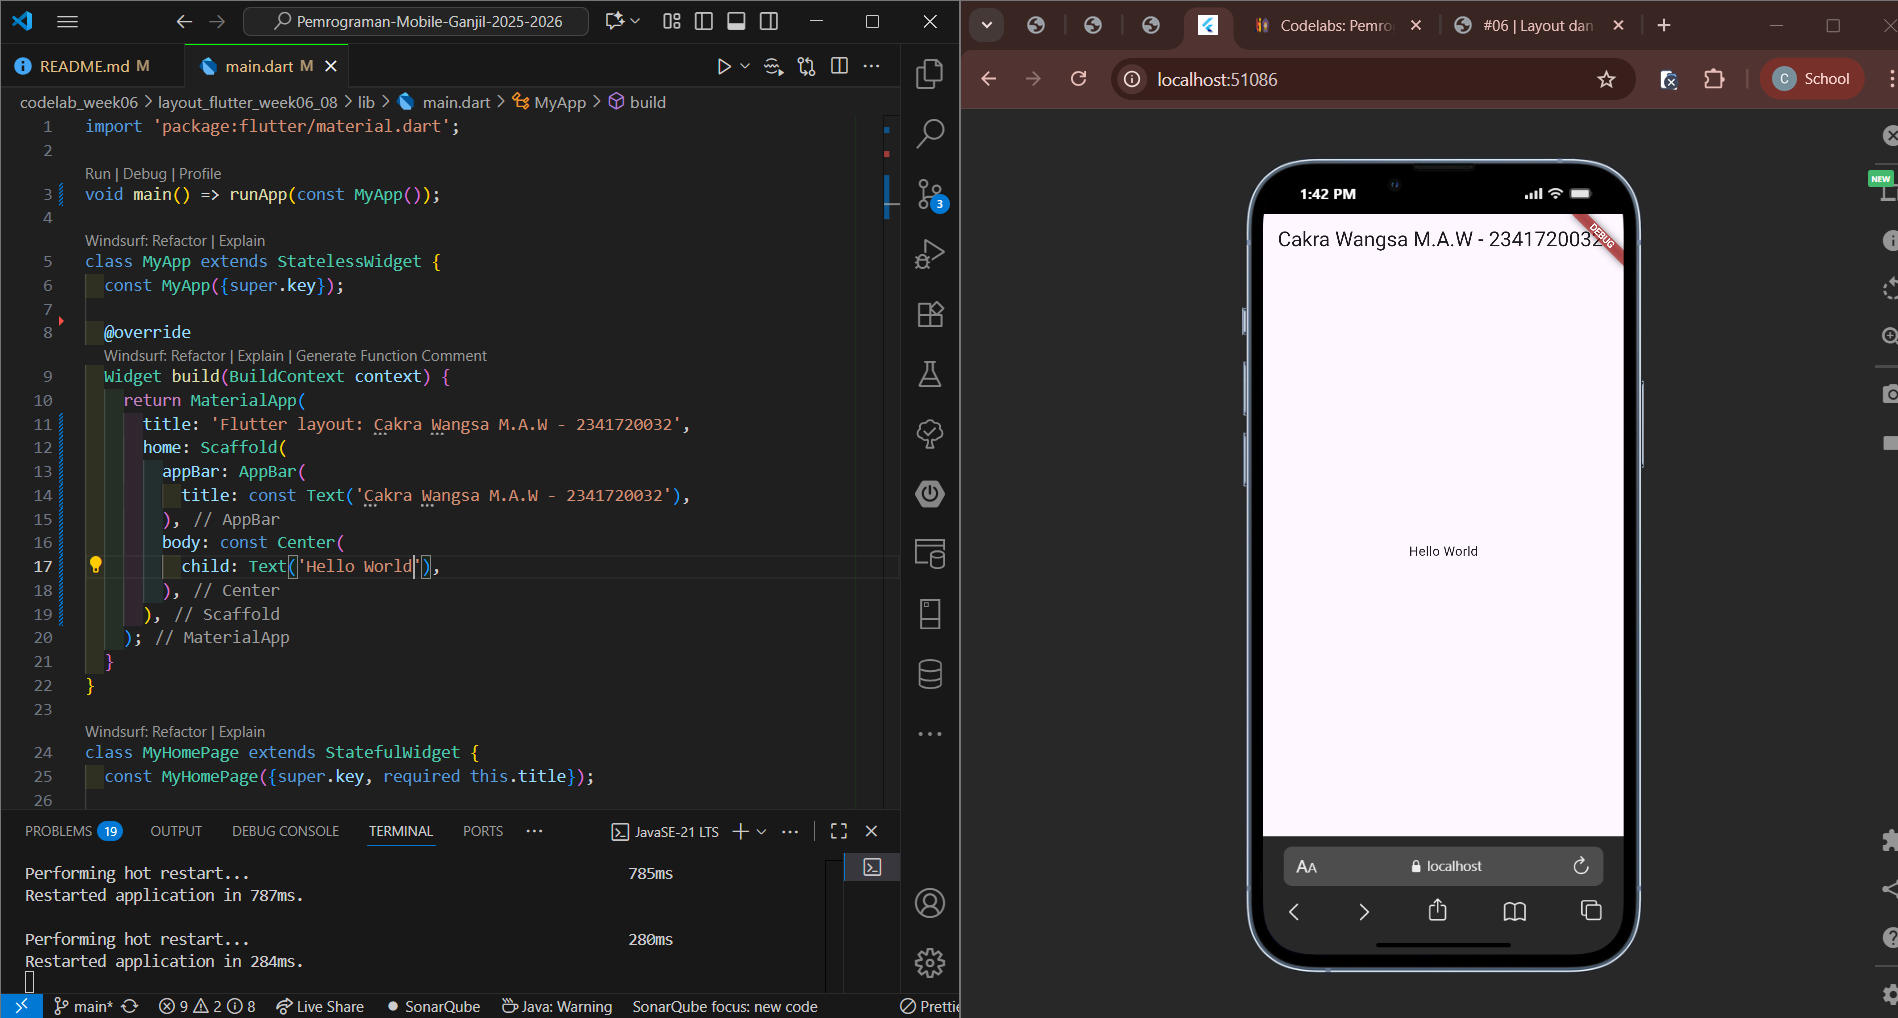 Pemrograman-Mobile-Ganjil-2025-2026
README.md M
main.dart M
codelab_week06 > layout_flutter_week06_08 > lib > main.dart > MyApp > build
1 import 'package:flutter/material.dart';
2
Run | Debug | Profile
3 void main() => runApp(const MyApp());
4
Windsurf: Refactor | Explain
5 class MyApp extends StatelessWidget {
6 const MyApp({super.key});
7
8 @override
Windsurf: Refactor | Explain | Generate Function Comment
9 Widget build(BuildContext context) {
10 return MaterialApp(
11 title: 'Flutter layout: Cakra Wangsa M.A.W - 2341720032',
12 home: Scaffold(
13 appBar: AppBar(
14 title: const Text('Cakra Wangsa M.A.W - 2341720032'),
15 ), // AppBar
16 body: const Center(
17 child: Text('Hello World'),
18 ), // Center
19 ), // Scaffold
20 ); // MaterialApp
21 }
22 }
23
Windsurf: Refactor | Explain
24 class MyHomePage extends StatefulWidget {
25 const MyHomePage({super.key, required this.title});
26
3
PROBLEMS 19 OUTPUT DEBUG CONSOLE TERMINAL PORTS
JavaSE-21 LTS
Performing hot restart... 785ms
Restarted application in 787ms.
Performing hot restart... 280ms
Restarted application in 284ms.
main* 9 2 8 Live Share SonarQube Java: Warning SonarQube focus: new code Prettie
Codelabs: Pemro
#06 | Layout dan
localhost:51086
C School
NEW
1:42 PM
Cakra Wangsa M.A.W - 2341720032
DEBUG
Hello World
AA localhost